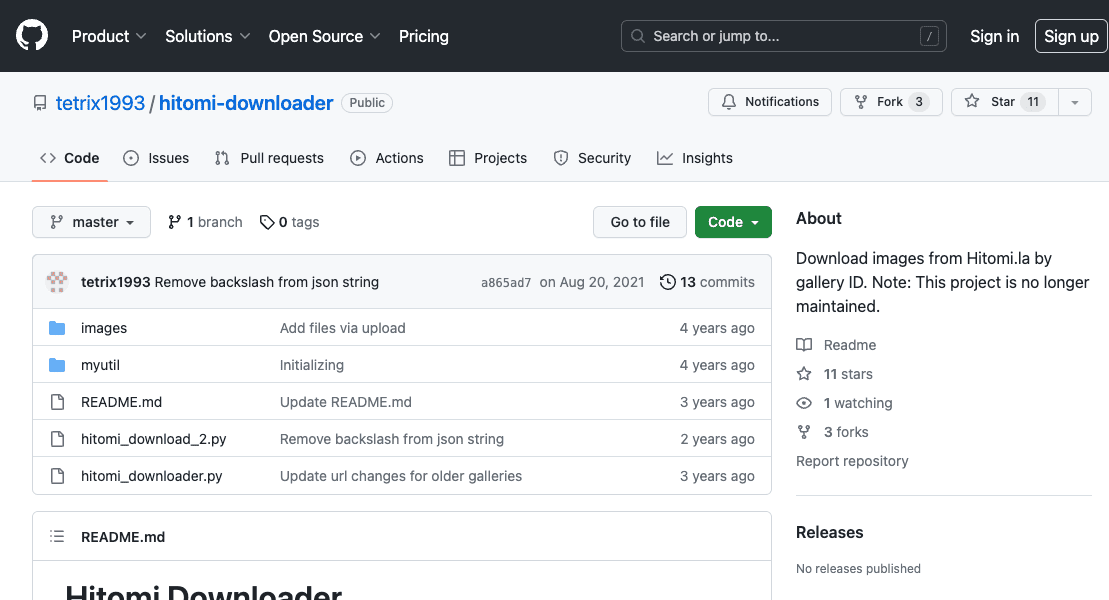 Product Solutions Open Source Pricing Search or jump to... / Sign in Sign up
tetrix1993 / hitomi-downloader Public Notifications Fork 3 Star 11
Code Issues Pull requests Actions Projects Security Insights
master 1 branch 0 tags Go to file Code
tetrix1993 Remove backslash from json string a865ad7 on Aug 20, 2021 13 commits
images Add files via upload 4 years ago
myutil Initializing 4 years ago
README.md Update README.md 3 years ago
hitomi_download_2.py Remove backslash from json string 2 years ago
hitomi_downloader.py Update url changes for older galleries 3 years ago
README.md
Hitomi Downloader
About
Download images from Hitomi.la by
gallery ID. Note: This project is no longer
maintained.
Readme
11 stars
1 watching
3 forks
Report repository
Releases
No releases published